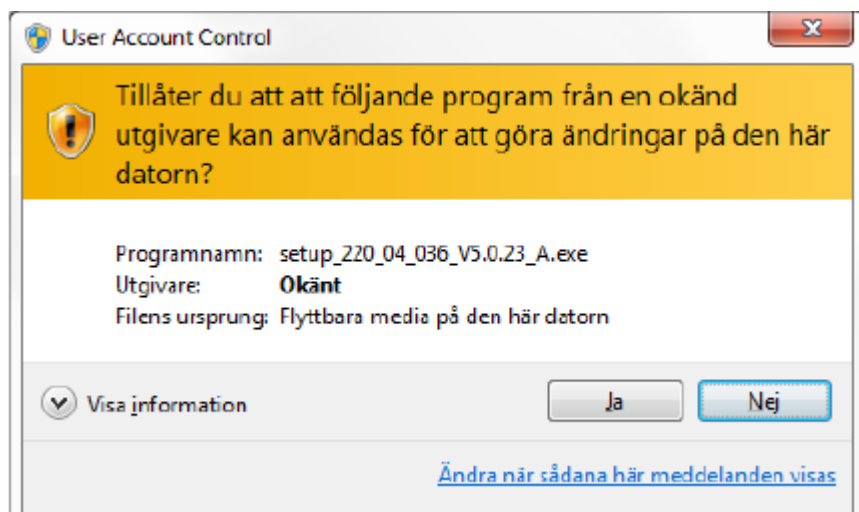 User Account Control
Tillåter du att att följande program från en okänd
utgivare kan användas för att göra ändringar på den här
datorn?
Programnamn: setup_220_04_036_V5.0.23_A.exe
Utgivare: Okänt
Filens ursprung: Flyttbara media på den här datorn
Visa information
Ja
Nej
Ändra när sådana här meddelanden visas